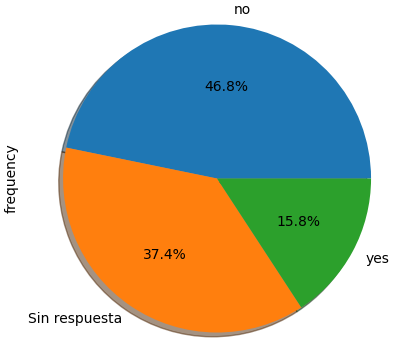 no
46.8%
frequency
37.4%
15.8%
yes
Sin respuesta